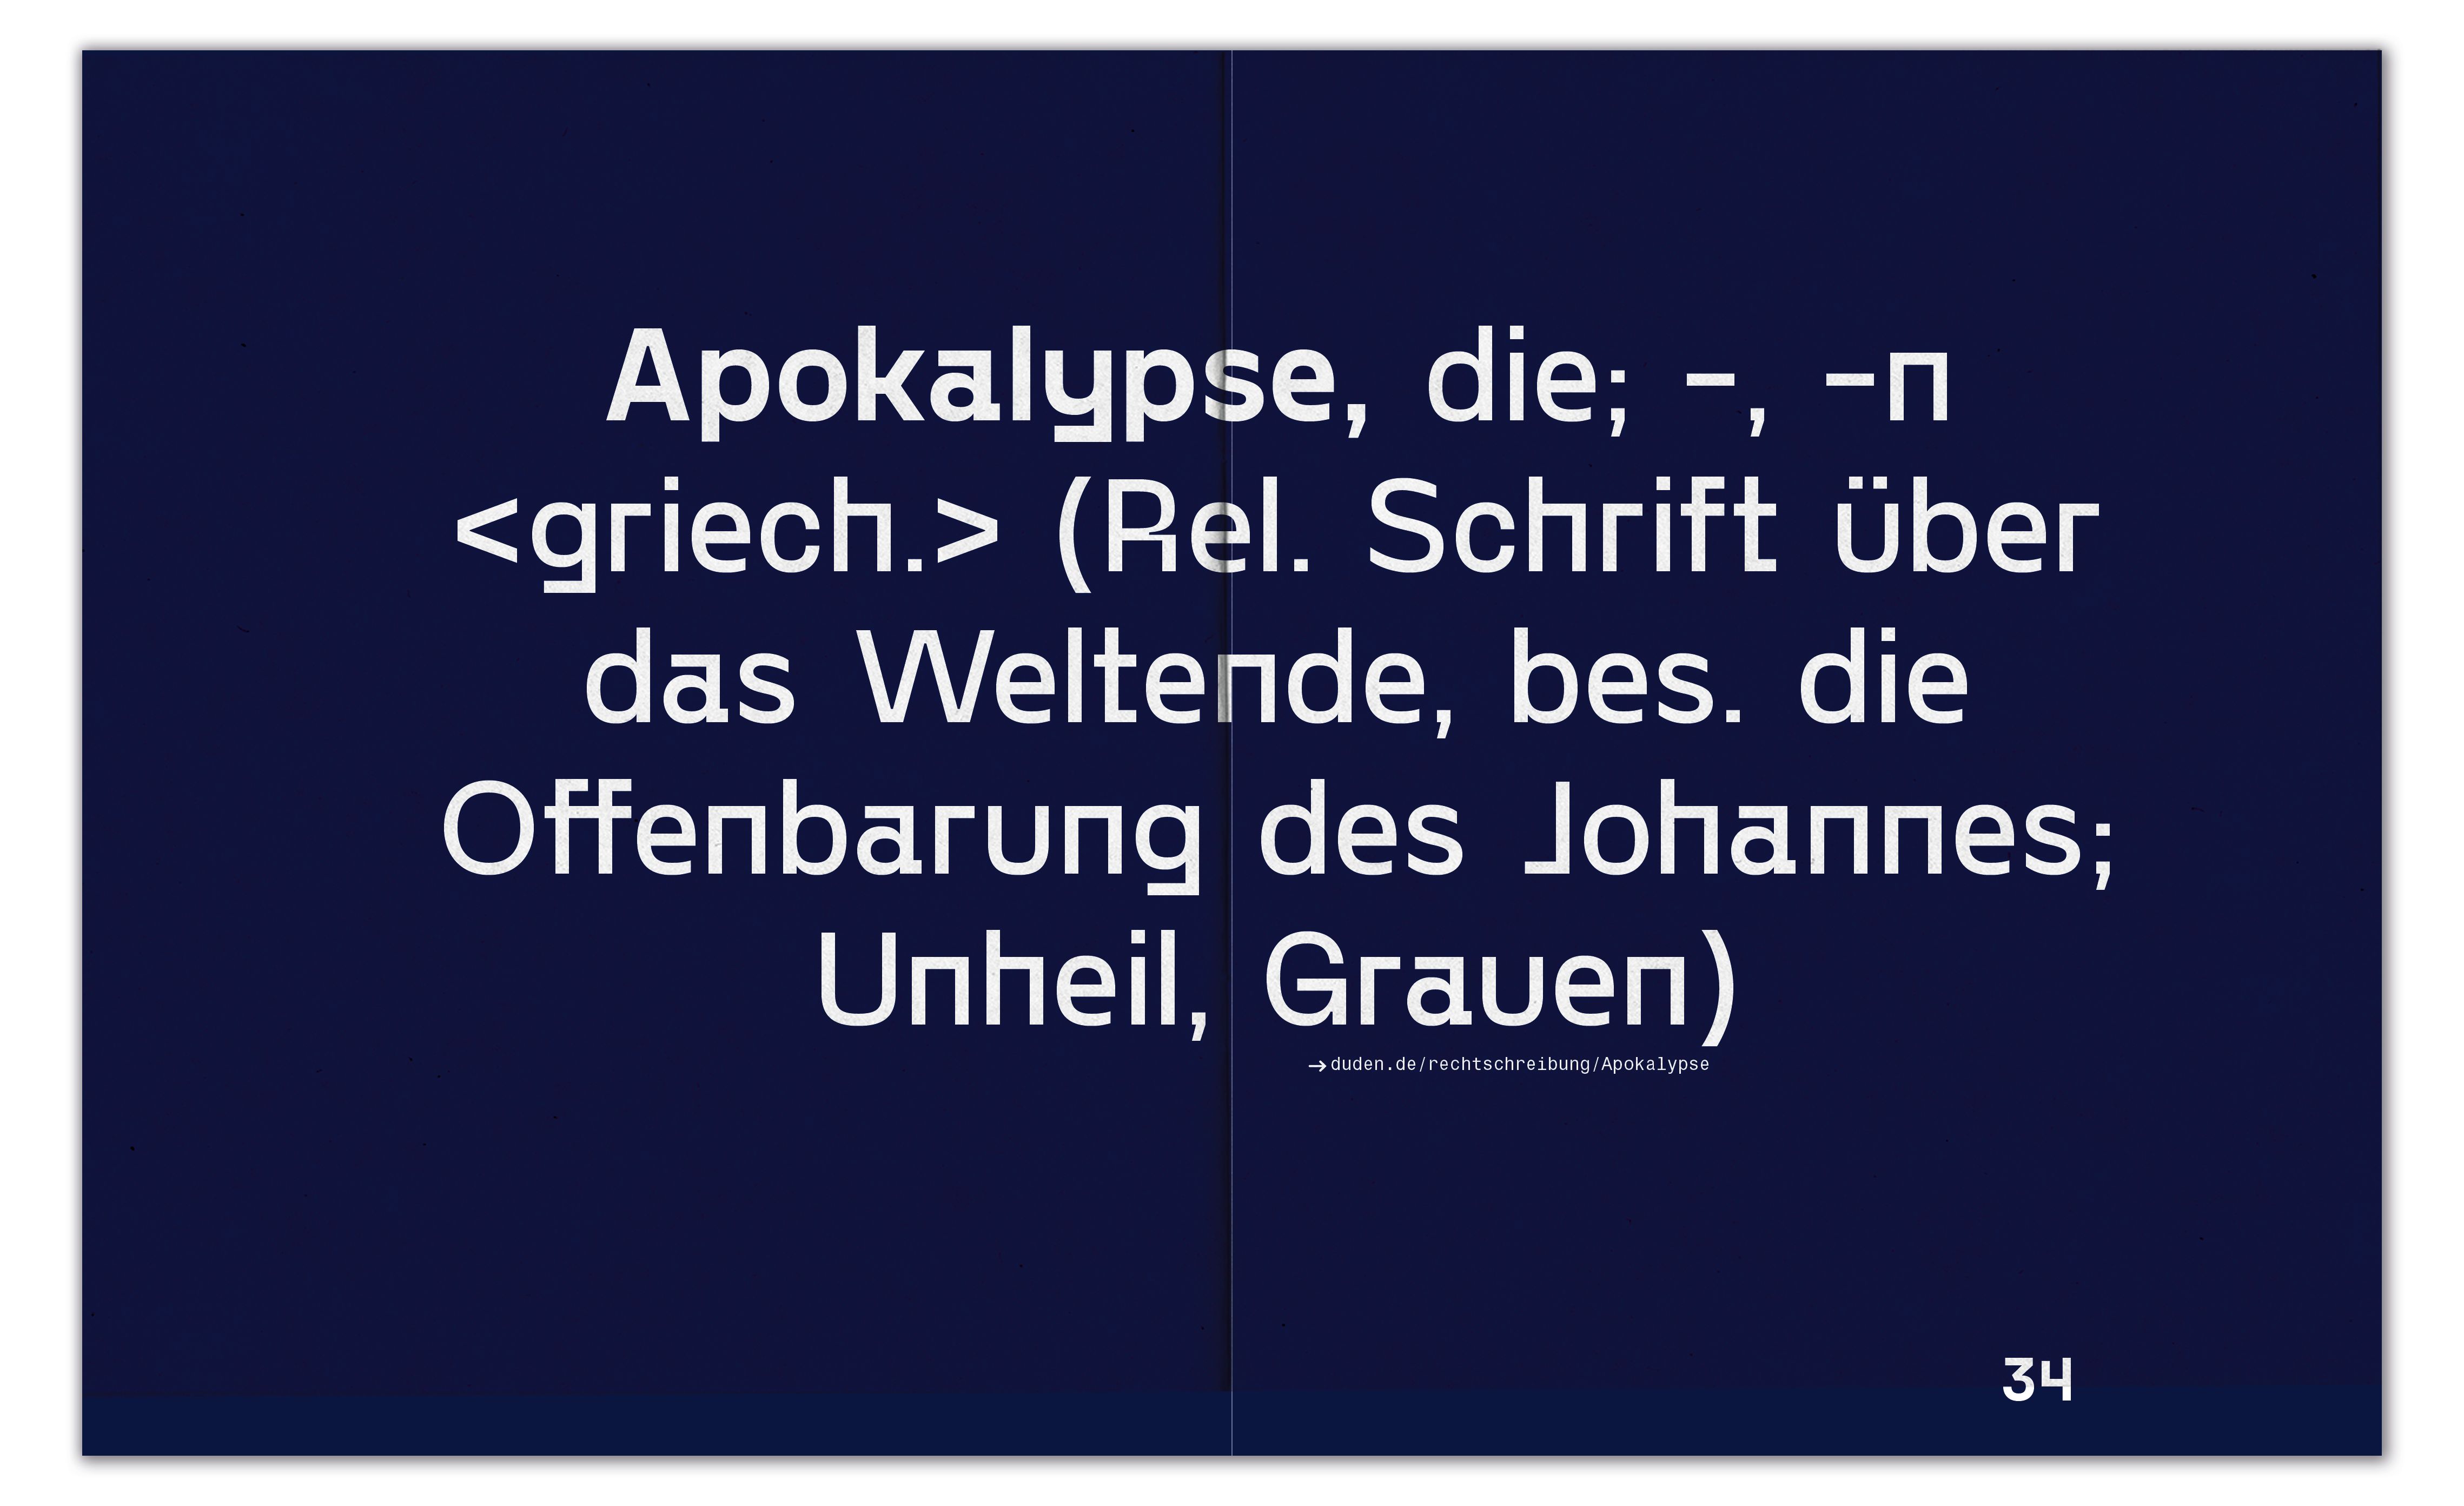 Apokalypse, die; -, -n
<griech.> (Rel. Schrift über
das Weltende, bes. die
Offenbarung des Johannes;
Unheil, Grauen)
→duden.de/rechtschreibung/Apokalypse
34